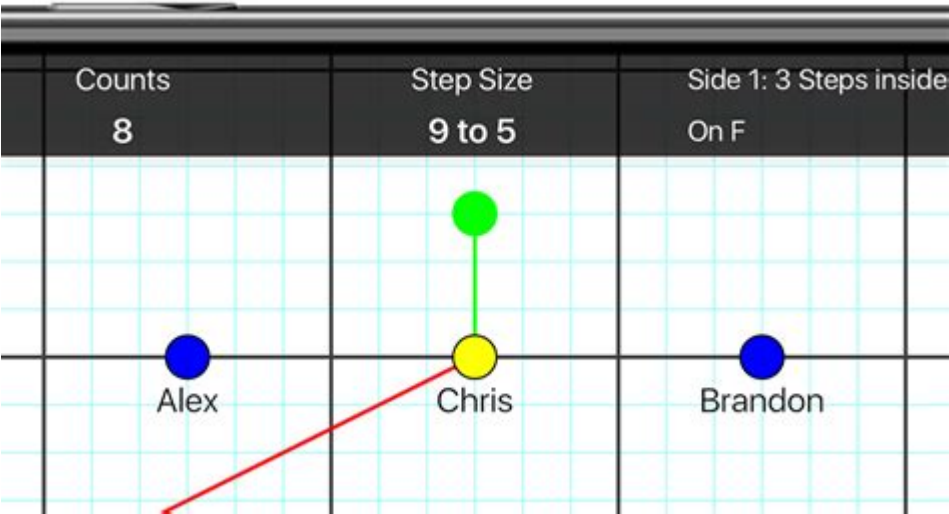 Counts
Step Size
Side 1: 3 Steps inside
8
9 to 5
On F
Alex
Chris
Brandon